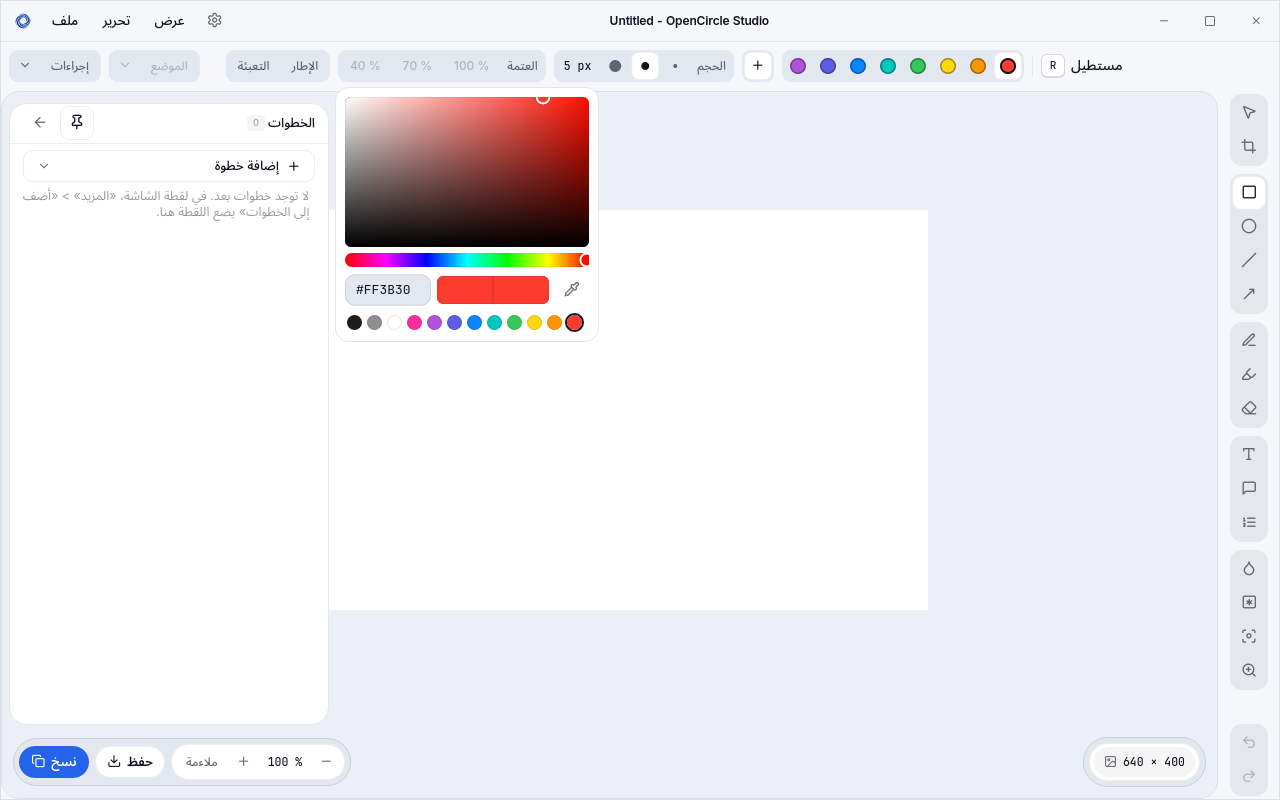 ملف
تحرير
عرض
Untitled - OpenCircle Studio
مستطيل
R
الحجم
5 px
العتمة
100 %
70 %
40 %
الإطار
التعبئة
الموضع
إجراءات
الخطوات
0
إضافة خطوة
لا توجد خطوات بعد. في لقطة الشاشة، «المزيد» > «أضف
إلى الخطوات» يضع اللقطة هنا.
#FF3B30
640 × 400
100 %
ملاءمة
حفظ
نسخ